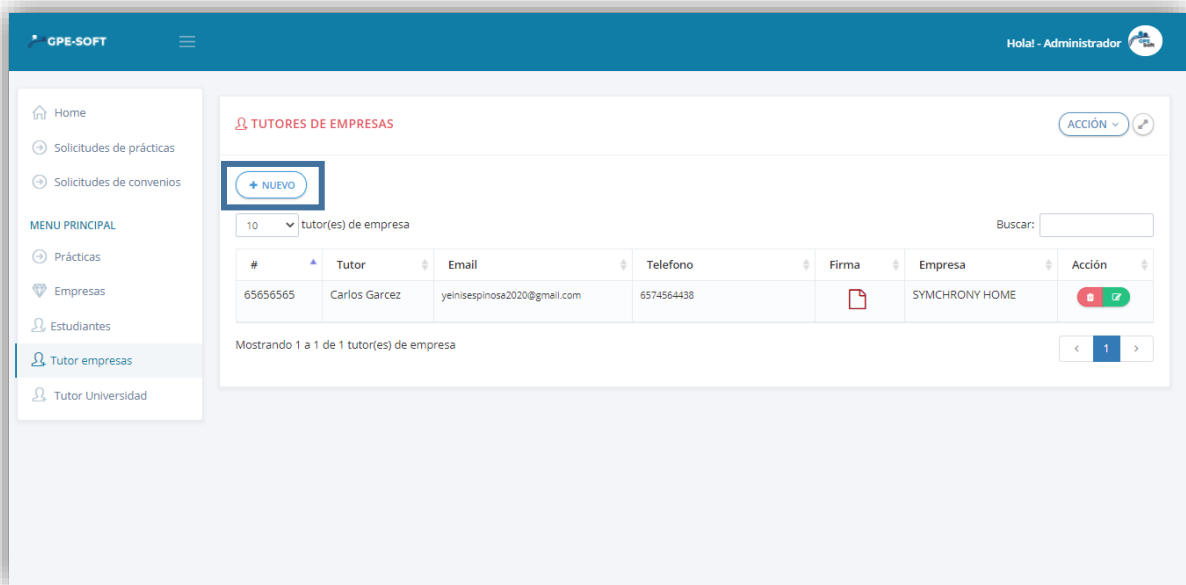 GPE-SOFT
Hola! - Administrador
Home
Solicitudes de prácticas
Solicitudes de convenios
MENU PRINCIPAL
Prácticas
Empresas
Estudiantes
Tutor empresas
Tutor Universidad
TUTORES DE EMPRESAS
ACCIÓN
+ NUEVO
10 tutor(es) de empresa
Buscar:
# Tutor Email Telefono Firma Empresa Acción
65656565 Carlos Garcez yeinisespinosa2020@gmail.com 6574564438 SYMCHRONY HOME
Mostrando 1 a 1 de 1 tutor(es) de empresa
< 1 >